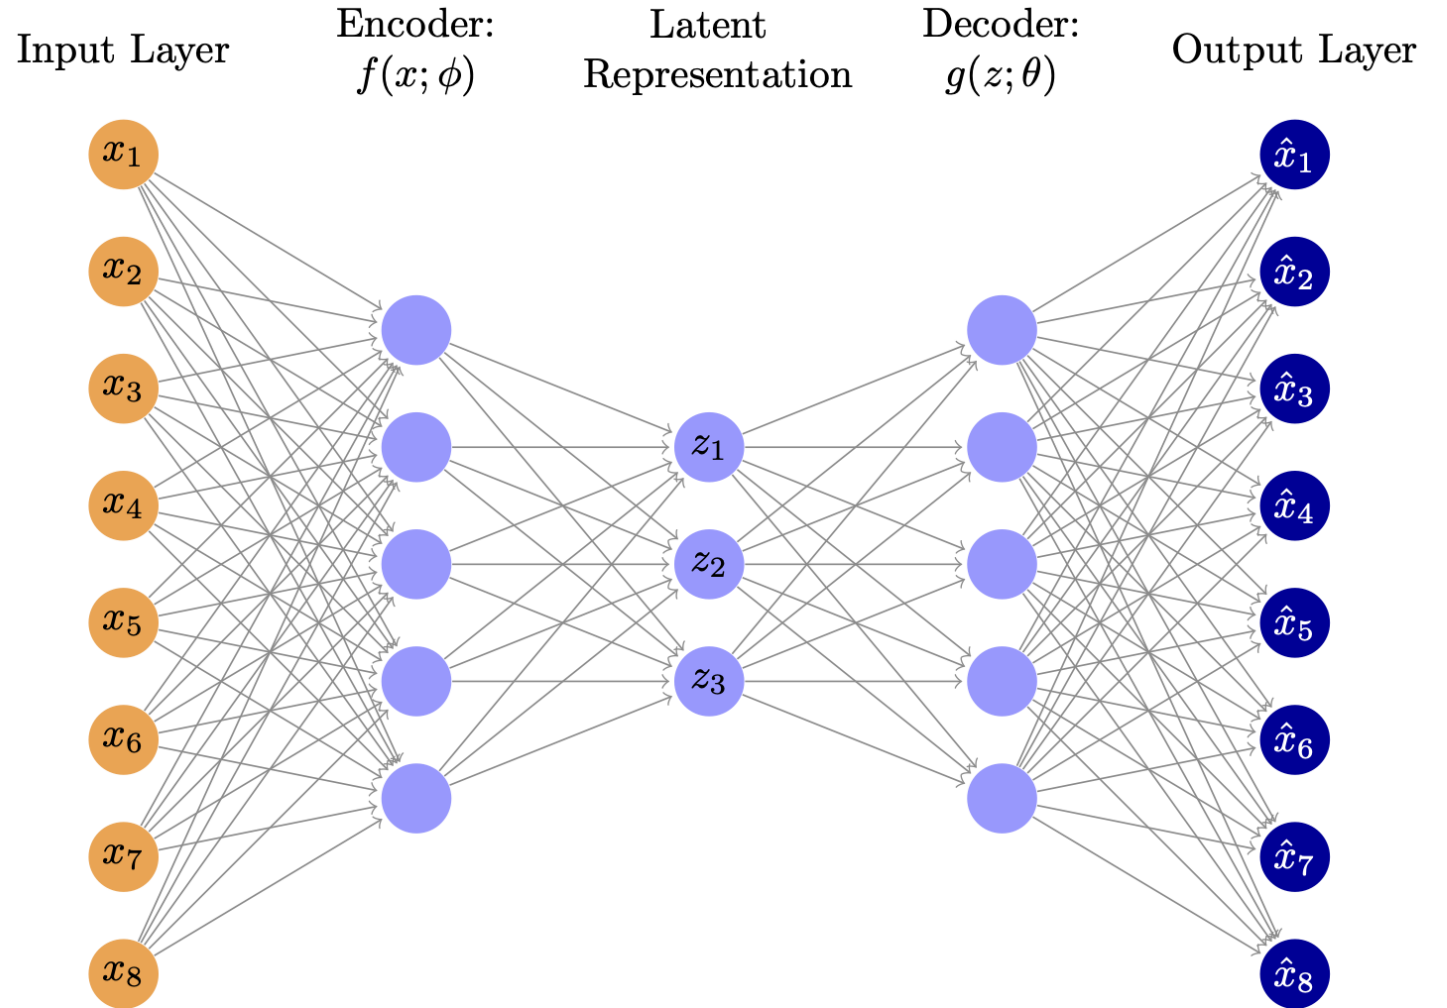 Input Layer
Encoder:
f(x; ϕ)
Latent
Representation
Decoder:
g(z; θ)
Output Layer
x₁
x₂
x₃
x₄
x₅
x₆
x₇
x₈
z₁
z₂
z₃
x̂₁
x̂₂
x̂₃
x̂₄
x̂₅
x̂₆
x̂₇
x̂₈